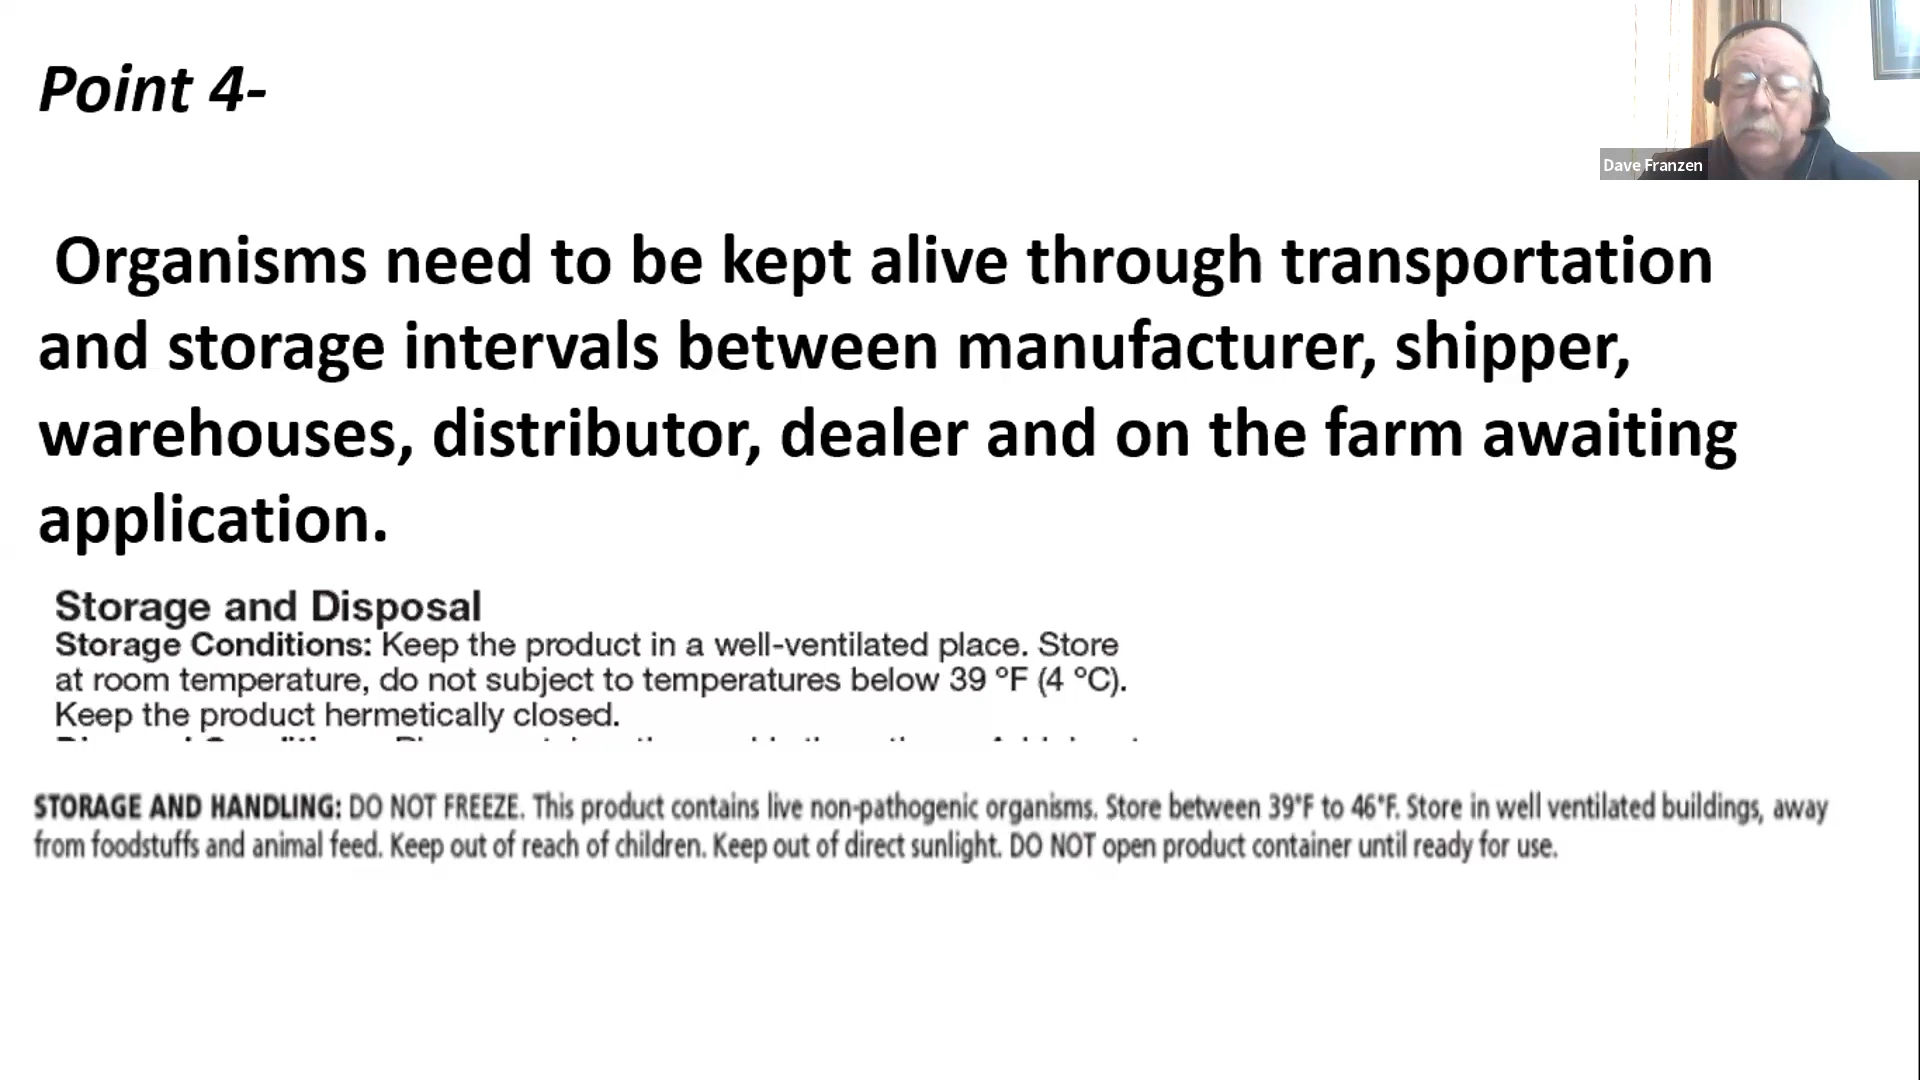 Point 4-
Dave Franzen
Organisms need to be kept alive through transportation
and storage intervals between manufacturer, shipper,
warehouses, distributor, dealer and on the farm awaiting
application.
Storage and Disposal
Storage Conditions: Keep the product in a well-ventilated place. Store
at room temperature, do not subject to temperatures below 39 ºF (4 ºC).
Keep the product hermetically closed.
STORAGE AND HANDLING: DO NOT FREEZE. This product contains live non-pathogenic organisms. Store between 39°F to 46°F. Store in well ventilated buildings, away
from foodstuffs and animal feed. Keep out of reach of children. Keep out of direct sunlight. DO NOT open product container until ready for use.